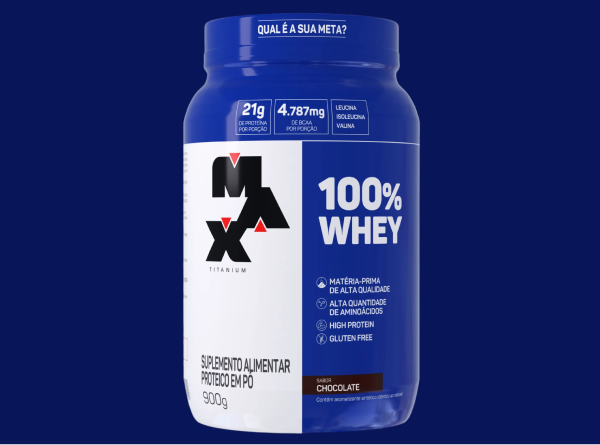 QUAL É A SUA META?
21g
DE PROTEÍNA
POR PORÇÃO
4.787mg
DE BCAA
POR PORÇÃO
LEUCINA
ISOLEUCINA
VALINA
MAX
TITANIUM
100%
WHEY
MATÉRIA-PRIMA
DE ALTA QUALIDADE
ALTA QUANTIDADE
DE AMINOÁCIDOS
HIGH PROTEIN
GLUTEN FREE
SUPLEMENTO ALIMENTAR
PROTEICO EM PÓ
900g
SABOR
CHOCOLATE
Contém aromatizante